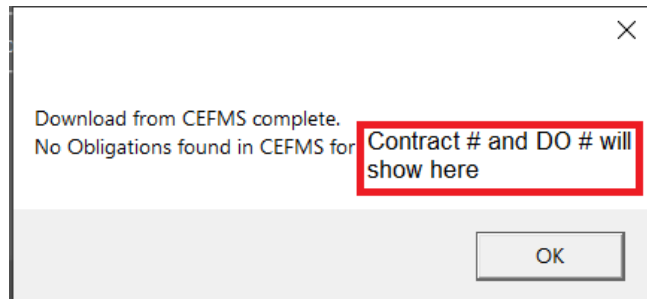 Download from CEFMS complete.
No Obligations found in CEFMS for Contract # and DO # will
show here
OK